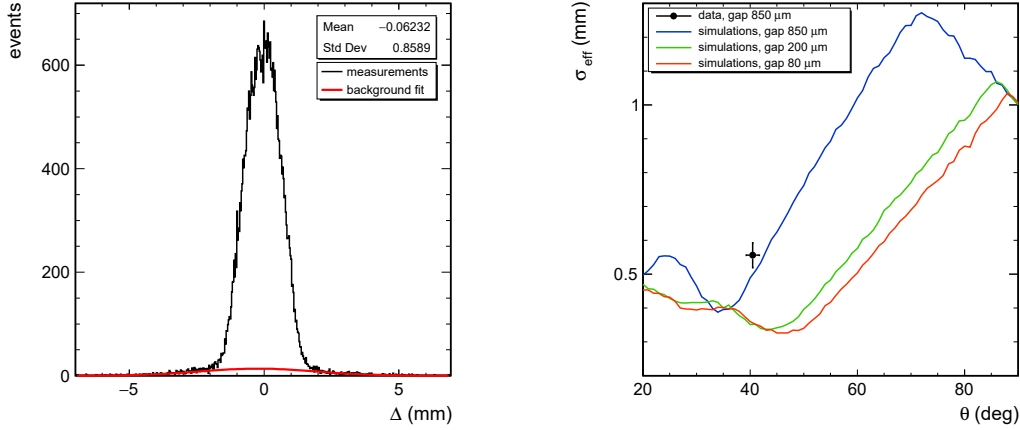 events
600
400
200
0
−5
0
5
Δ (mm)
Mean −0.06232
Std Dev 0.8589
measurements
background fit
σeff (mm)
1
0.5
20
40
60
80
θ (deg)
data, gap 850 μm
simulations, gap 850 μm
simulations, gap 200 μm
simulations, gap 80 μm